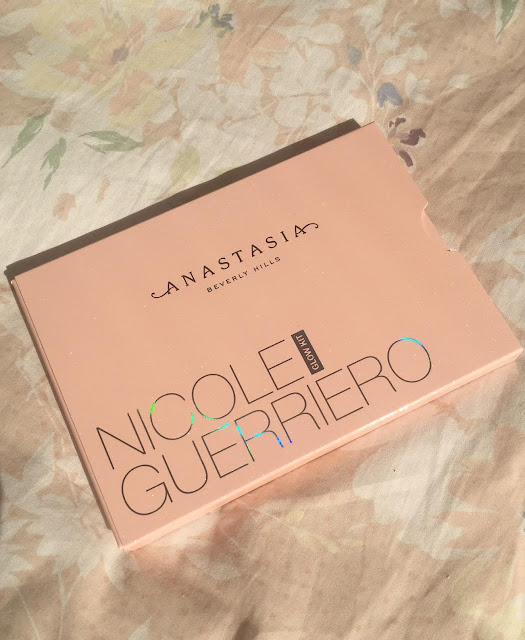 ANASTASIA
BEVERLY HILLS
NICOLE
GLOW KIT
GUERRIERO